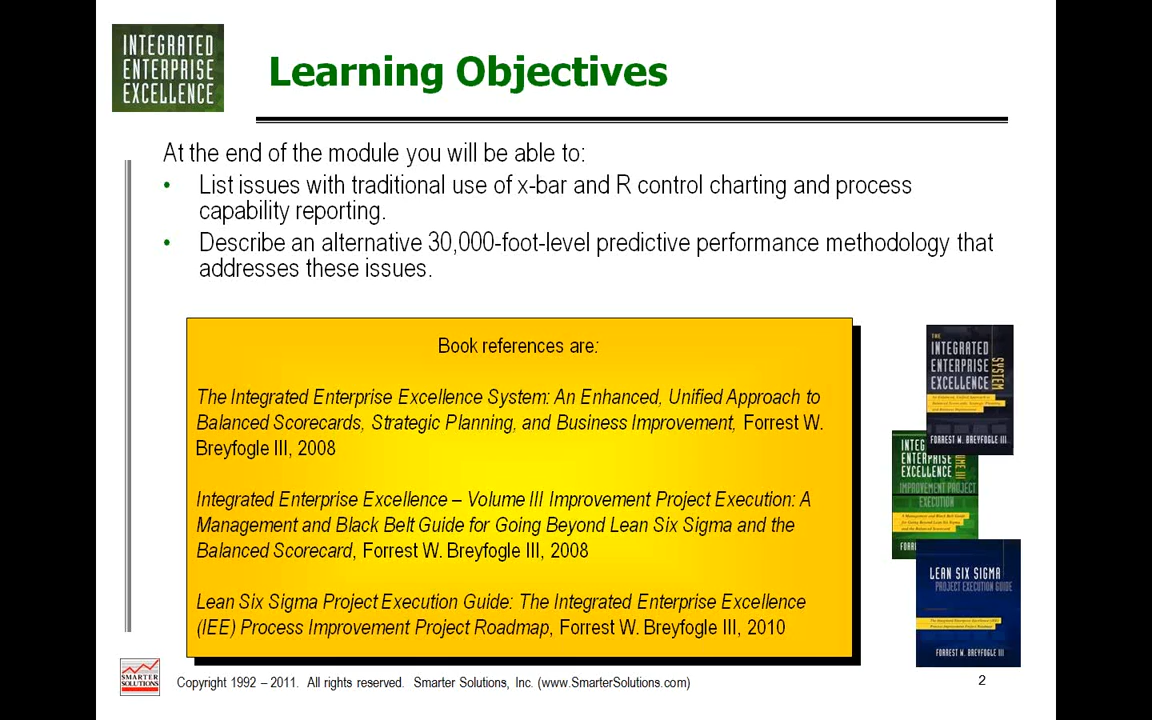 INTEGRATED
ENTERPRISE
EXCELLENCE
Learning Objectives
At the end of the module you will be able to:
• List issues with traditional use of x-bar and R control charting and process
capability reporting.
• Describe an alternative 30,000-foot-level predictive performance methodology that
addresses these issues.
Book references are:
The Integrated Enterprise Excellence System: An Enhanced, Unified Approach to
Balanced Scorecards, Strategic Planning, and Business Improvement, Forrest W.
Breyfogle III, 2008
Integrated Enterprise Excellence – Volume III Improvement Project Execution: A
Management and Black Belt Guide for Going Beyond Lean Six Sigma and the
Balanced Scorecard, Forrest W. Breyfogle III, 2008
Lean Six Sigma Project Execution Guide: The Integrated Enterprise Excellence
(IEE) Process Improvement Project Roadmap, Forrest W. Breyfogle III, 2010
THE
INTEGRATED
ENTERPRISE
EXCELLENCE
SYSTEM
FORREST W. BREYFOGLE III
INTEG
ENTERPRISE
EXCELLENCE
VOLUME III
IMPROVEMENT PROJECT
EXECUTION
FORR
LEAN SIX SIGMA
PROJECT EXECUTION GUIDE
FORREST W. BREYFOGLE III
SMARTER
SOLUTIONS
Copyright 1992 – 2011. All rights reserved. Smarter Solutions, Inc. (www.SmarterSolutions.com)
2